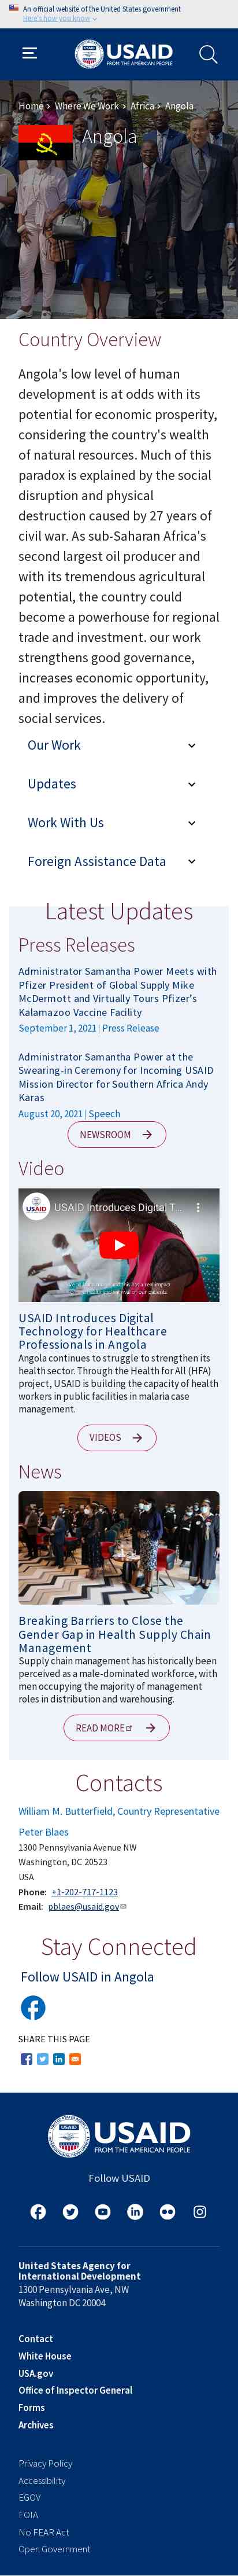 An official website of the United States government
Here's how you know
USAID
FROM THE AMERICAN PEOPLE
Home > Where We Work > Africa > Angola
Angola
Country Overview
Angola's low level of human
development is at odds with its
potential for economic prosperity,
considering the country's wealth
of natural resources. Much of this
paradox is explained by the social
disruption and physical
destruction caused by 27 years of
civil war. As sub-Saharan Africa's
second largest oil producer and
with its tremendous agricultural
potential, the country could
become a powerhouse for regional
trade and investment. our work
strengthens good governance,
increases economic opportunity,
and improves the delivery of
social services.
Our Work
Updates
Work With Us
Foreign Assistance Data
Latest Updates
Press Releases
Administrator Samantha Power Meets with
Pfizer President of Global Supply Mike
McDermott and Virtually Tours Pfizer's
Kalamazoo Vaccine Facility
September 1, 2021 | Press Release
Administrator Samantha Power at the
Swearing-in Ceremony for Incoming USAID
Mission Director for Southern Africa Andy
Karas
August 20, 2021 | Speech
NEWSROOM
Video
USAID
USAID Introduces Digital T...
USAID Introduces Digital
Technology for Healthcare
Professionals in Angola
Angola continues to struggle to strengthen its
health sector. Through the Health for All (HFA)
project, USAID is building the capacity of health
workers in public facilities in malaria case
management.
VIDEOS
News
Breaking Barriers to Close the
Gender Gap in Health Supply Chain
Management
Supply chain management has historically been
perceived as a male-dominated workforce, with
men occupying the majority of management
roles in distribution and warehousing.
READ MORE
Contacts
William M. Butterfield, Country Representative
Peter Blaes
1300 Pennsylvania Avenue NW
Washington, DC 20523
USA
Phone: +1-202-717-1123
Email: pblaes@usaid.gov
Stay Connected
Follow USAID in Angola
SHARE THIS PAGE
USAID
FROM THE AMERICAN PEOPLE
Follow USAID
United States Agency for
International Development
1300 Pennsylvania Ave, NW
Washington DC 20004
Contact
White House
USA.gov
Office of Inspector General
Forms
Archives
Privacy Policy
Accessibility
EGOV
FOIA
No FEAR Act
Open Government